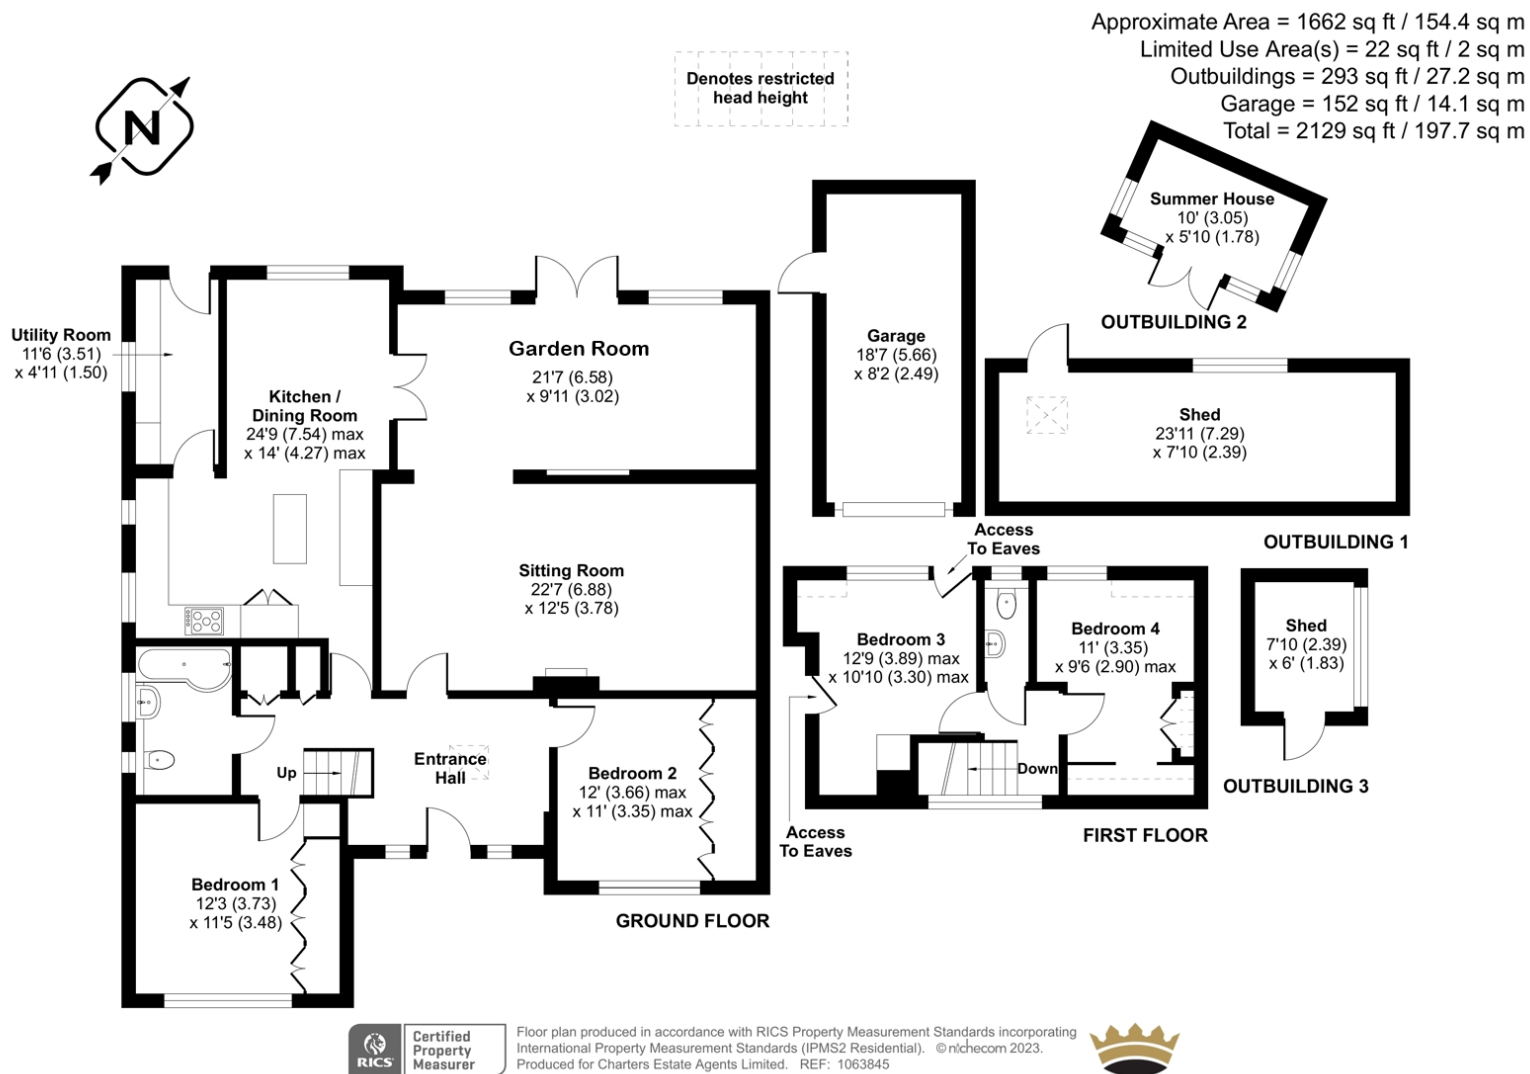 Approximate Area = 1662 sq ft / 154.4 sq m
Limited Use Area(s) = 22 sq ft / 2 sq m
Outbuildings = 293 sq ft / 27.2 sq m
Garage = 152 sq ft / 14.1 sq m
Total = 2129 sq ft / 197.7 sq m
Denotes restricted
head height
N
Summer House
10' (3.05)
x 5'10 (1.78)
OUTBUILDING 2
Utility Room
11'6 (3.51)
x 4'11 (1.50)
Kitchen /
Dining Room
24'9 (7.54) max
x 14' (4.27) max
Garden Room
21'7 (6.58)
x 9'11 (3.02)
Garage
18'7 (5.66)
x 8'2 (2.49)
Shed
23'11 (7.29)
x 7'10 (2.39)
OUTBUILDING 1
Sitting Room
22'7 (6.88)
x 12'5 (3.78)
Access
To Eaves
Bedroom 3
12'9 (3.89) max
x 10'10 (3.30) max
Bedroom 4
11' (3.35)
x 9'6 (2.90) max
Shed
7'10 (2.39)
x 6' (1.83)
OUTBUILDING 3
Up
Entrance
Hall
Bedroom 2
12' (3.66) max
x 11' (3.35) max
Down
Access
To Eaves
FIRST FLOOR
Bedroom 1
12'3 (3.73)
x 11'5 (3.48)
GROUND FLOOR
RICS
Certified
Property
Measurer
Floor plan produced in accordance with RICS Property Measurement Standards incorporating
International Property Measurement Standards (IPMS2 Residential). © nichecom 2023.
Produced for Charters Estate Agents Limited. REF: 1063845